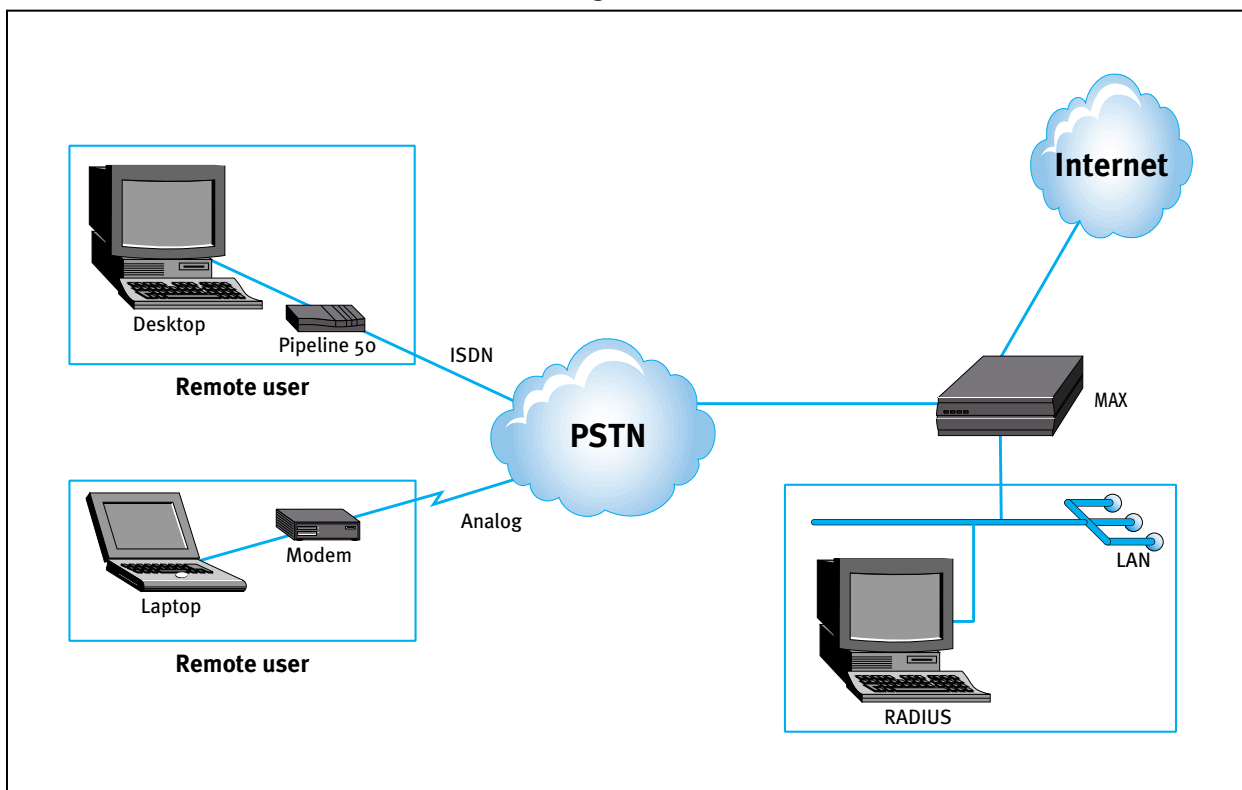 Internet
Desktop
Pipeline 50
ISDN
Remote user
MAX
PSTN
Analog
Modem
LAN
Laptop
Remote user
RADIUS